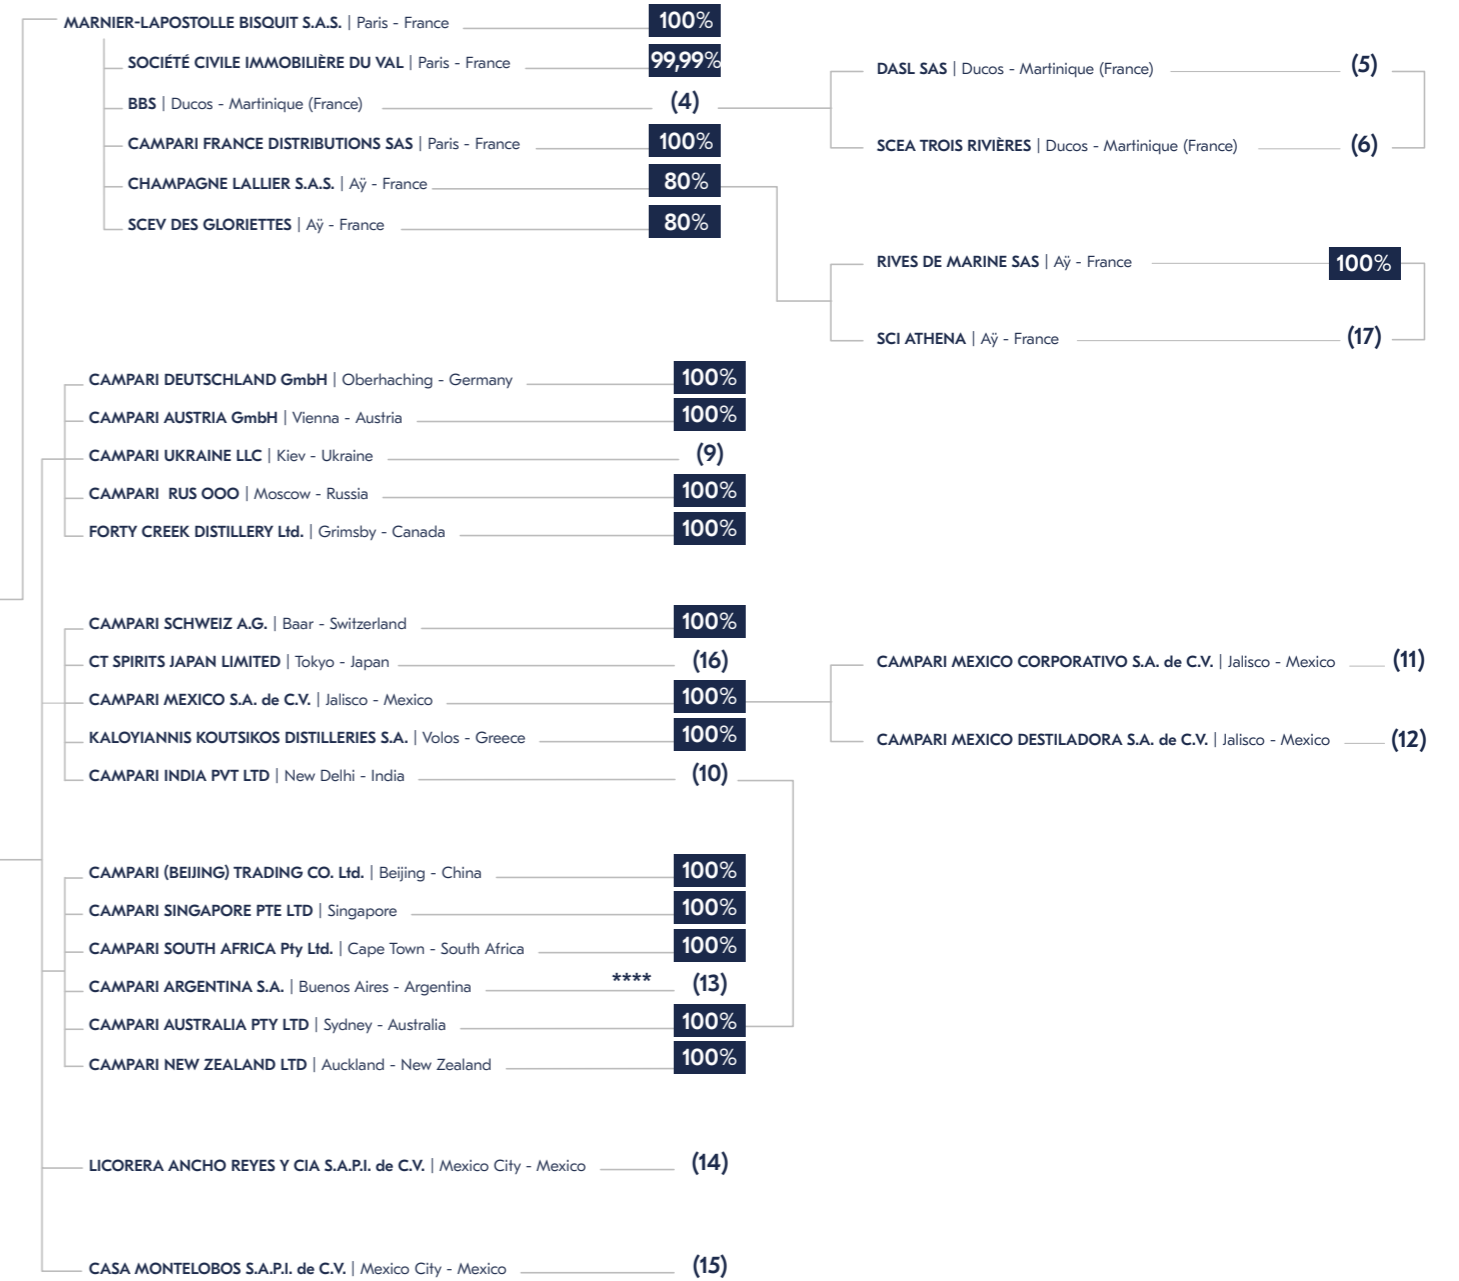 MARNIER-LAPOSTOLLE BISQUIT S.A.S. | Paris - France 100%
SOCIÉTÉ CIVILE IMMOBILIÈRE DU VAL | Paris - France 99,99%
BBS | Ducos - Martinique (France) (4)
CAMPARI FRANCE DISTRIBUTIONS SAS | Paris - France 100%
CHAMPAGNE LALLIER S.A.S. | Aÿ - France 80%
SCEV DES GLORIETTES | Aÿ - France 80%
DASL SAS | Ducos - Martinique (France) (5)
SCEA TROIS RIVIÈRES | Ducos - Martinique (France) (6)
RIVES DE MARINE SAS | Aÿ - France 100%
SCI ATHENA | Aÿ - France (17)
CAMPARI DEUTSCHLAND GmbH | Oberhaching - Germany 100%
CAMPARI AUSTRIA GmbH | Vienna - Austria 100%
CAMPARI UKRAINE LLC | Kiev - Ukraine (9)
CAMPARI RUS OOO | Moscow - Russia 100%
FORTY CREEK DISTILLERY Ltd. | Grimsby - Canada 100%
CAMPARI SCHWEIZ A.G. | Baar - Switzerland 100%
CT SPIRITS JAPAN LIMITED | Tokyo - Japan (16)
CAMPARI MEXICO S.A. de C.V. | Jalisco - Mexico 100%
KALOYIANNIS KOUTSIKOS DISTILLERIES S.A. | Volos - Greece 100%
CAMPARI INDIA PVT LTD | New Delhi - India (10)
CAMPARI MEXICO CORPORATIVO S.A. de C.V. | Jalisco - Mexico (11)
CAMPARI MEXICO DESTILADORA S.A. de C.V. | Jalisco - Mexico (12)
CAMPARI (BEIJING) TRADING CO. Ltd. | Beijing - China 100%
CAMPARI SINGAPORE PTE LTD | Singapore 100%
CAMPARI SOUTH AFRICA Pty Ltd. | Cape Town - South Africa 100%
CAMPARI ARGENTINA S.A. | Buenos Aires - Argentina **** (13)
CAMPARI AUSTRALIA PTY LTD | Sydney - Australia 100%
CAMPARI NEW ZEALAND LTD | Auckland - New Zealand 100%
LICORERA ANCHO REYES Y CIA S.A.P.I. de C.V. | Mexico City - Mexico (14)
CASA MONTELOBOS S.A.P.I. de C.V. | Mexico City - Mexico (15)